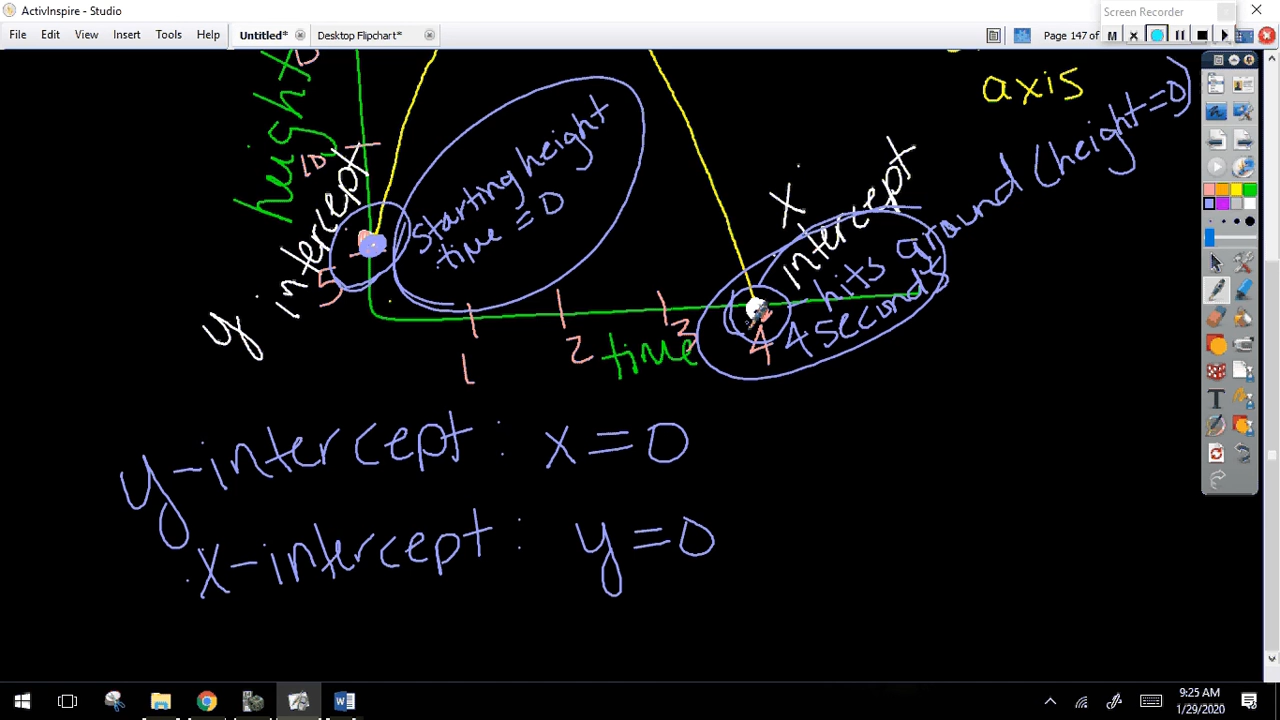 ActivInspire - Studio
Screen Recorder
File Edit View Insert Tools Help
Untitled*
Desktop Flipchart*
Page 147 of
M
axis
height
10
5
y intercept
starting height
time = 0
x
intercept
- hits ground (height = 0)
4 seconds
1
2
3
4
time
y-intercept: x = 0
x-intercept: y = 0
9:25 AM
1/29/2020